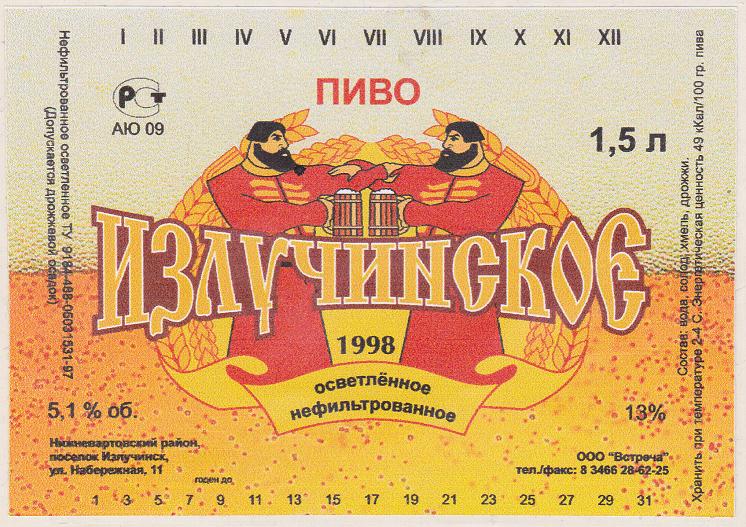 I II III IV V VI VII VIII IX X XI XII
ПИВО
РСТ
АЮ 09
1,5 л
Нефильтрованное осветленное ТУ 9184-488-05031531-97
(Допускается дрожжевой осадок)
ИЗЛУЧИНСКОЕ
1998
осветлённое
нефильтрованное
5,1 % об.
13%
Нижневартовский район,
поселок Излучинск,
ул. Набережная, 11
ООО "Встреча"
тел./факс: 8 3466 28-62-25
годен до
1 3 5 7 9 11 13 15 17 19 23 25 27 29 31
Состав: вода, солод, хмель, дрожжи.
Хранить при температуре 2-4 С. Энергетическая ценность 49 кКал/100 гр. пива